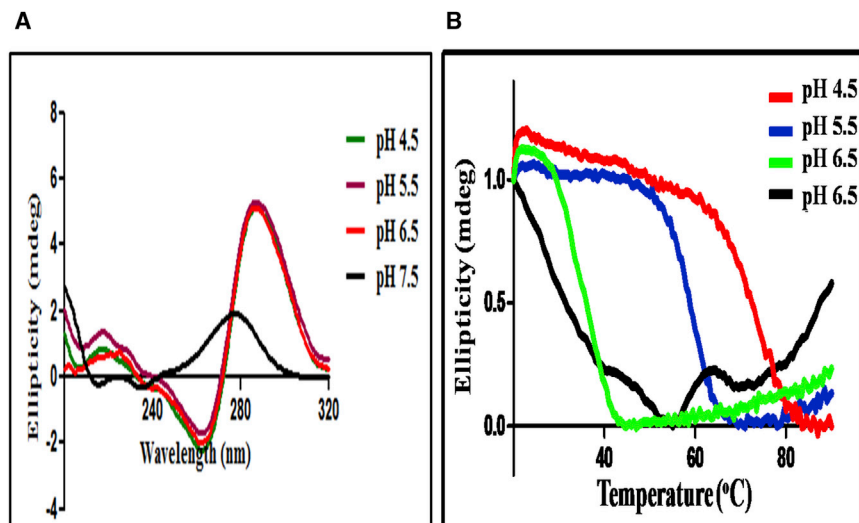 A
Ellipticity (mdeg)
8
6
4
2
0
-2
-4
240
280
320
Wavelength (nm)
pH 4.5
pH 5.5
pH 6.5
pH 7.5
B
Ellipticity (mdeg)
1.0
0.5
0.0
40
60
80
Temperature (°C)
pH 4.5
pH 5.5
pH 6.5
pH 6.5